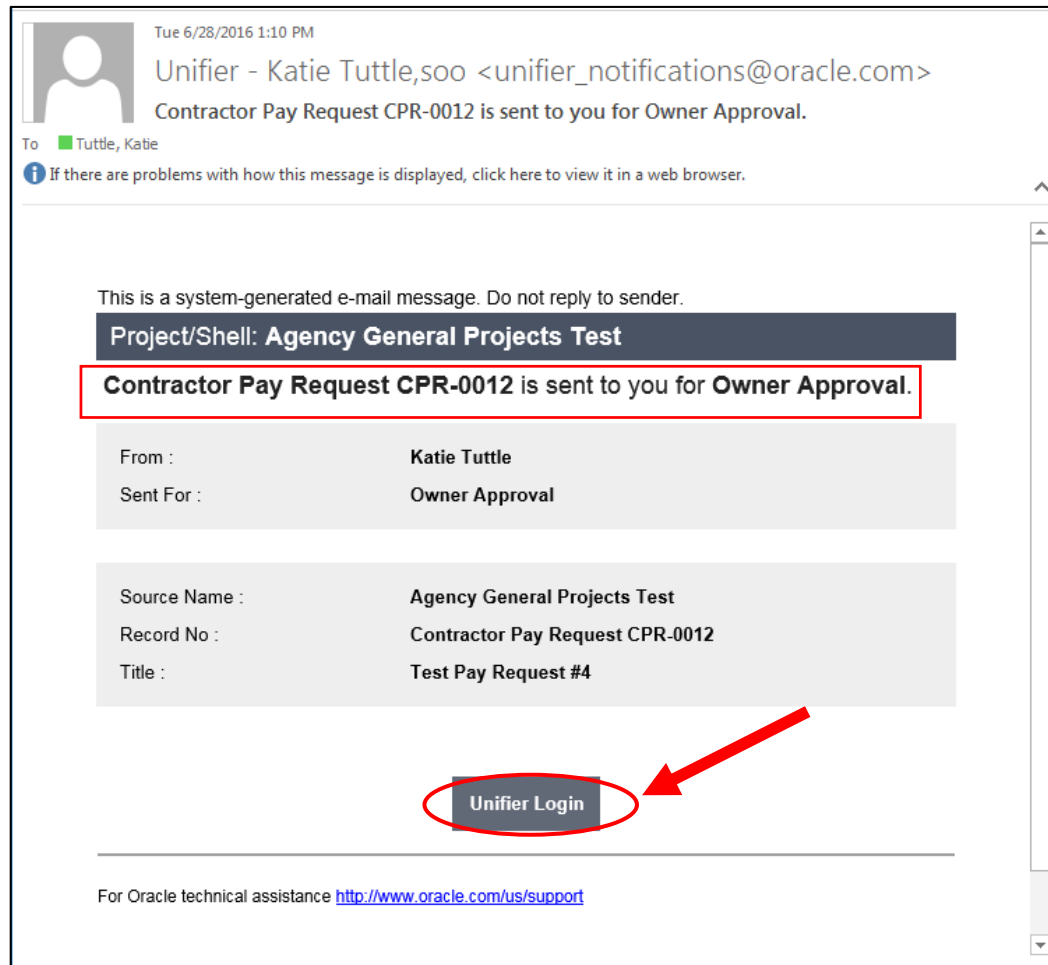 Tue 6/28/2016 1:10 PM
Unifier - Katie Tuttle,soo <unifier_notifications@oracle.com>
Contractor Pay Request CPR-0012 is sent to you for Owner Approval.
To Tuttle, Katie
If there are problems with how this message is displayed, click here to view it in a web browser.
This is a system-generated e-mail message. Do not reply to sender.
Project/Shell: Agency General Projects Test
Contractor Pay Request CPR-0012 is sent to you for Owner Approval.
From : Katie Tuttle
Sent For : Owner Approval
Source Name : Agency General Projects Test
Record No : Contractor Pay Request CPR-0012
Title : Test Pay Request #4
Unifier Login
For Oracle technical assistance http://www.oracle.com/us/support